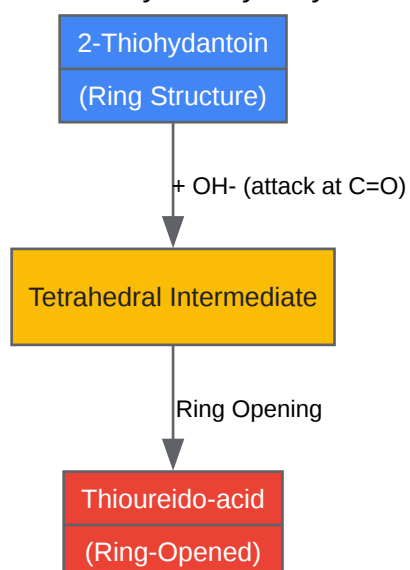 2-Thiohydantoin
(Ring Structure)
+ OH- (attack at C=O)
Tetrahedral Intermediate
Ring Opening
Thioureido-acid
(Ring-Opened)